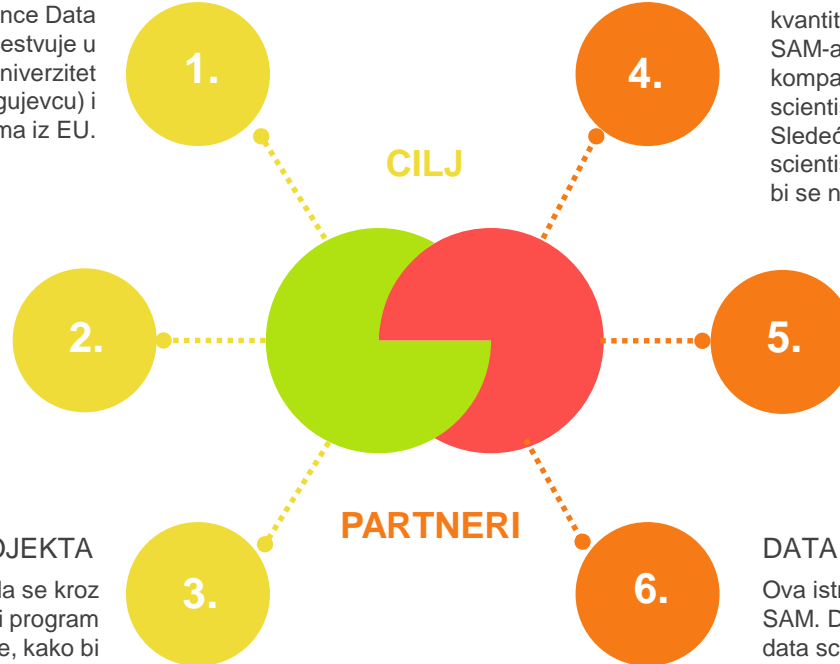 nce Data
estvuje u
niverzitet
gujevcu) i
ma iz EU.
1.
2.
OJEKTA
da se kroz
i program
e, kako bi
3.
CILJ
PARTNERI
4.
kvantit
SAM-a
kompa
scienti
Sledeć
scienti
bi se n
5.
6.
DATA
Ova istr
SAM. D
data sc